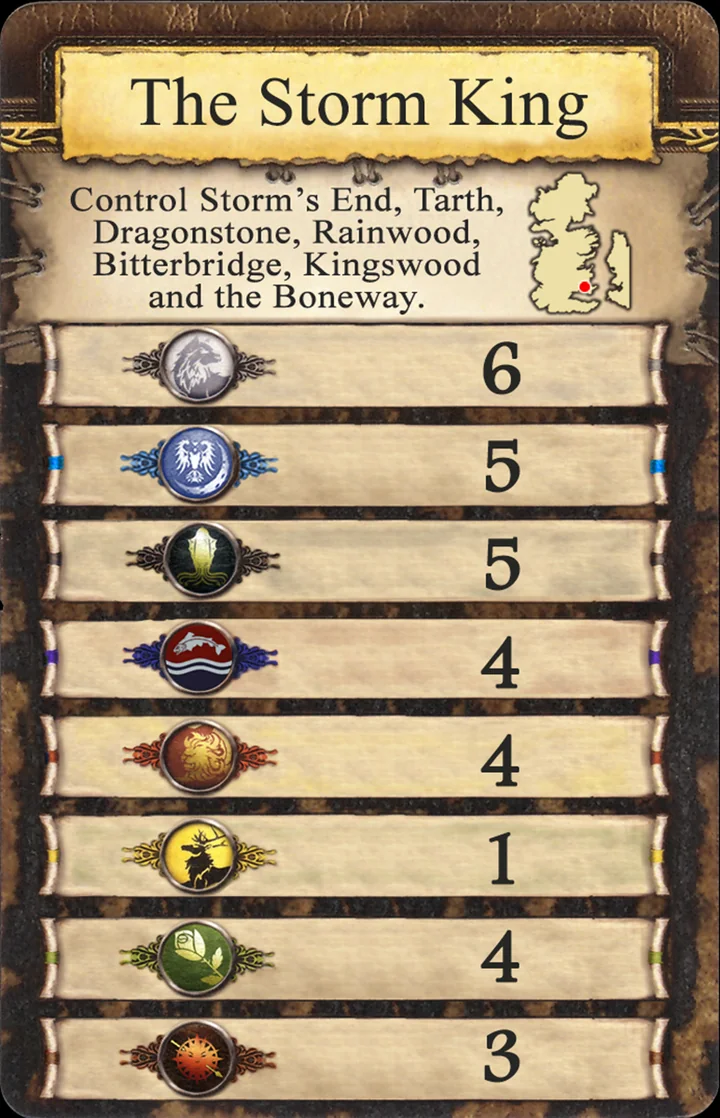 The Storm King
Control Storm's End, Tarth,
Dragonstone, Rainwood,
Bitterbridge, Kingswood
and the Boneway.
6
5
5
4
4
1
4
3